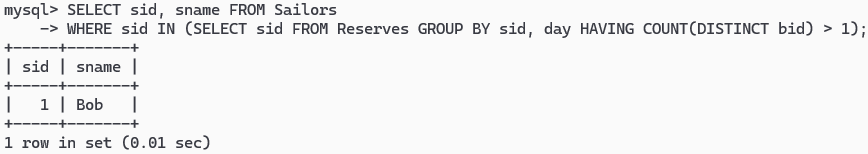 mysql> SELECT sid, sname FROM Sailors
    -> WHERE sid IN (SELECT sid FROM Reserves GROUP BY sid, day HAVING COUNT(DISTINCT bid) > 1);
+-----+-------+
| sid | sname |
+-----+-------+
|   1 | Bob   |
+-----+-------+
1 row in set (0.01 sec)